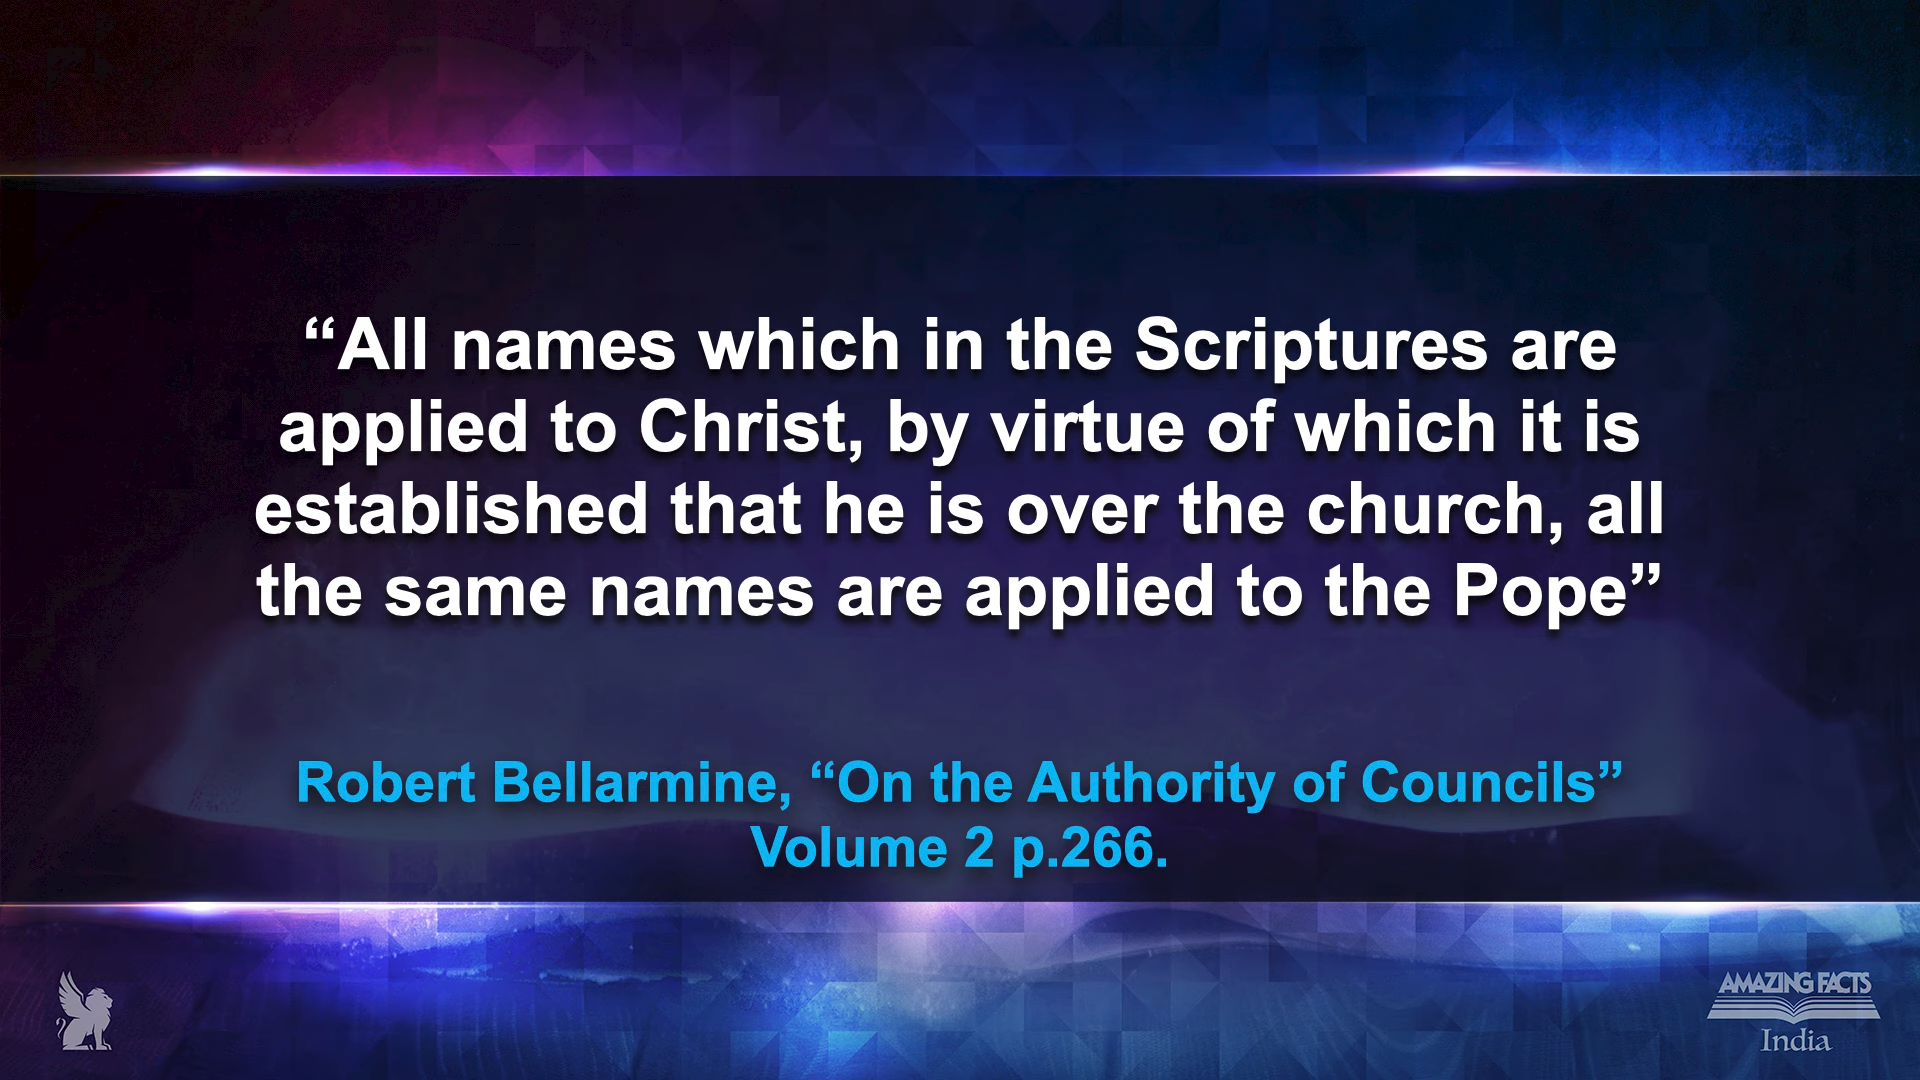 “All names which in the Scriptures are
applied to Christ, by virtue of which it is
established that he is over the church, all
the same names are applied to the Pope”
Robert Bellarmine, “On the Authority of Councils”
Volume 2 p.266.
AMAZING FACTS
India